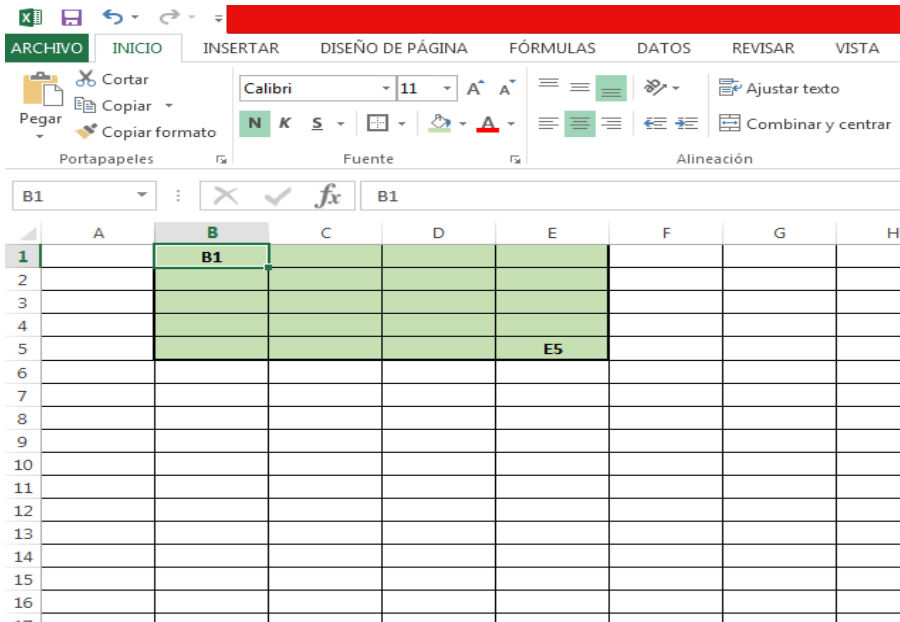 ARCHIVO INICIO INSERTAR DISEÑO DE PÁGINA FÓRMULAS DATOS REVISAR VISTA
Pegar
Cortar
Copiar
Copiar formato
Calibri 11 A A
N K S A
Ajustar texto
Combinar y centrar
Portapapeles Fuente Alineación
B1 fx B1
A B C D E F G H
1 B1
2
3
4
5 E5
6
7
8
9
10
11
12
13
14
15
16
17